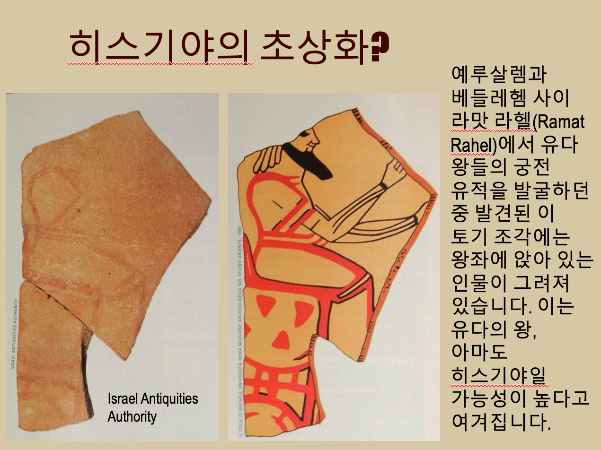 히스기야의 초상화?
예루살렘과
베들레헴 사이
라맛 라헬(Ramat
Rahel)에서 유다
왕들의 궁전
유적을 발굴하던
중 발견된 이
토기 조각에는
왕좌에 앉아 있는
인물이 그려져
있습니다. 이는
유다의 왕,
아마도
히스기야일
가능성이 높다고
여겨집니다.
Israel Antiquities
Authority
ISRAEL ANTIQUITIES AUTHORITY